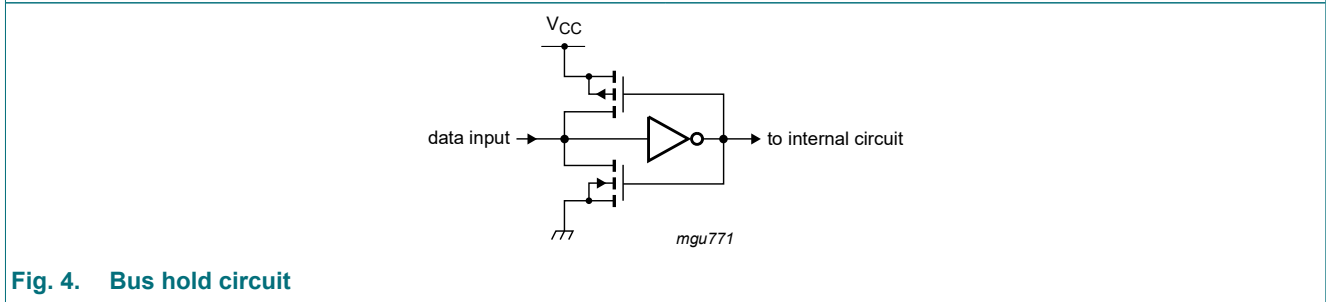 VCC
data input
to internal circuit
mgu771
Fig. 4. Bus hold circuit